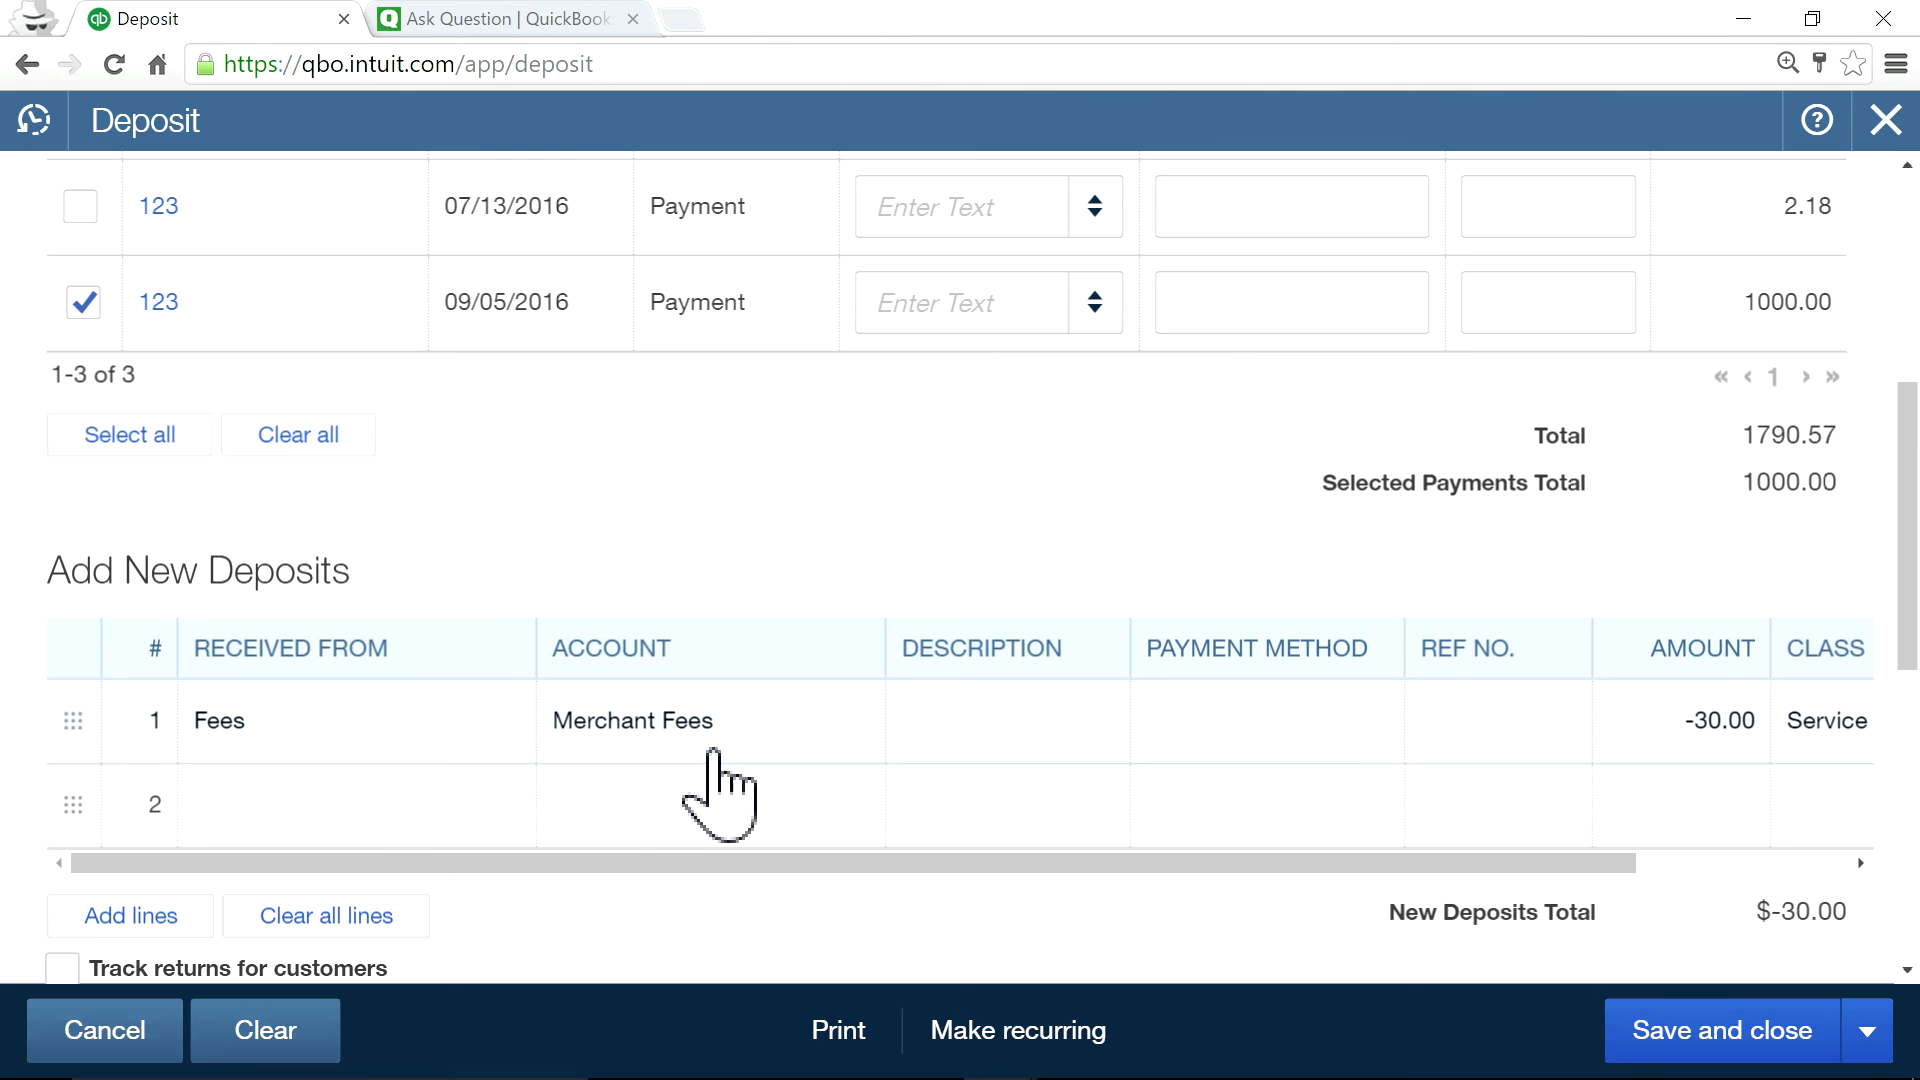 Deposit
Ask Question | QuickBook
https://qbo.intuit.com/app/deposit
Deposit
123 07/13/2016 Payment Enter Text 2.18
123 09/05/2016 Payment Enter Text 1000.00
1-3 of 3 « ‹ 1 › »
Select all Clear all Total 1790.57
Selected Payments Total 1000.00
Add New Deposits
# RECEIVED FROM ACCOUNT DESCRIPTION PAYMENT METHOD REF NO. AMOUNT CLASS
1 Fees Merchant Fees -30.00 Service
2
Add lines Clear all lines New Deposits Total $-30.00
Track returns for customers
Cancel Clear Print Make recurring Save and close